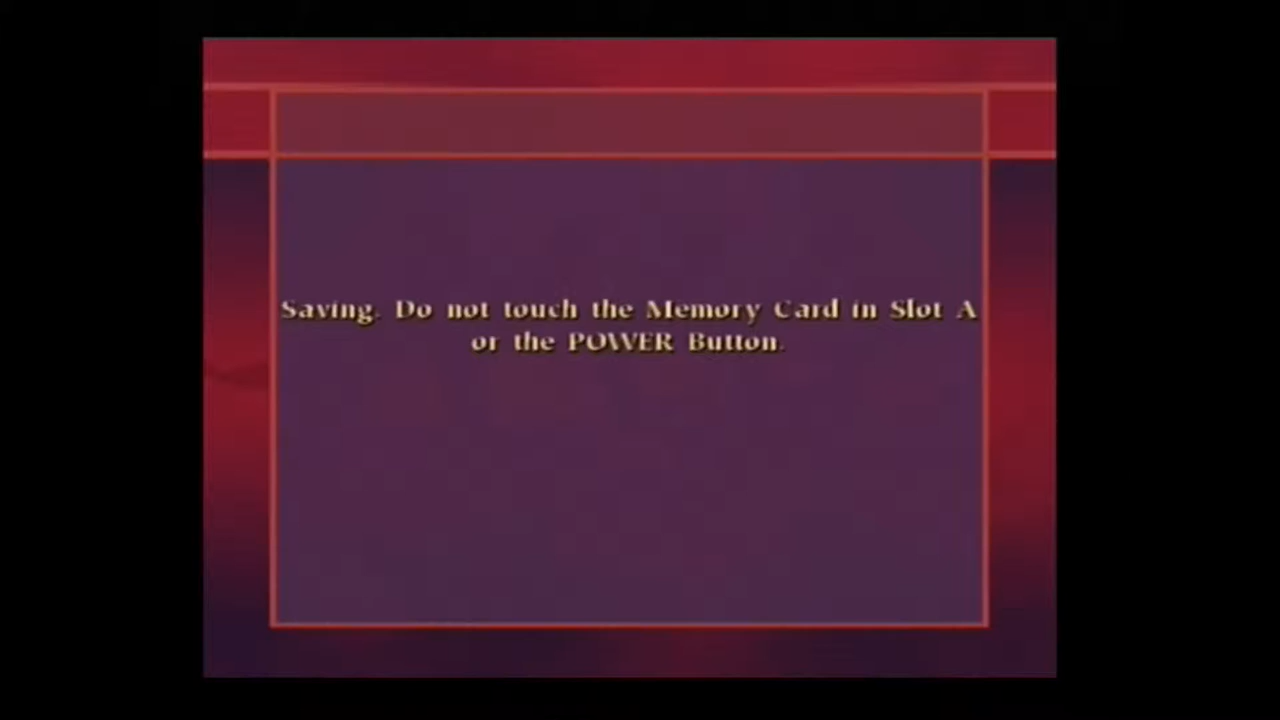 Saving. Do not touch the Memory Card in Slot A
or the POWER Button.